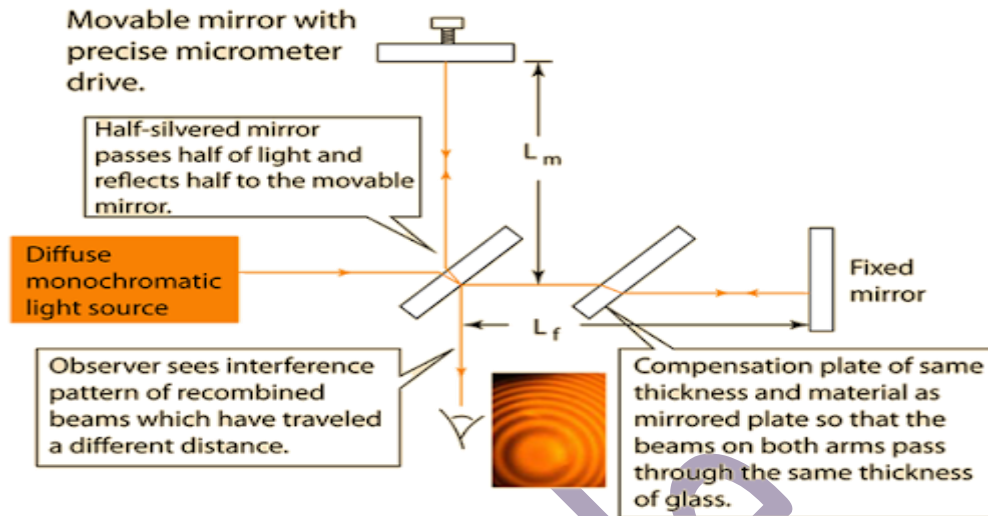 Movable mirror with
precise micrometer
drive.
Half-silvered mirror
passes half of light and
reflects half to the movable
mirror.
L m
Diffuse
monochromatic
light source
Fixed
mirror
L f
Observer sees interference
pattern of recombined
beams which have traveled
a different distance.
Compensation plate of same
thickness and material as
mirrored plate so that the
beams on both arms pass
through the same thickness
of glass.